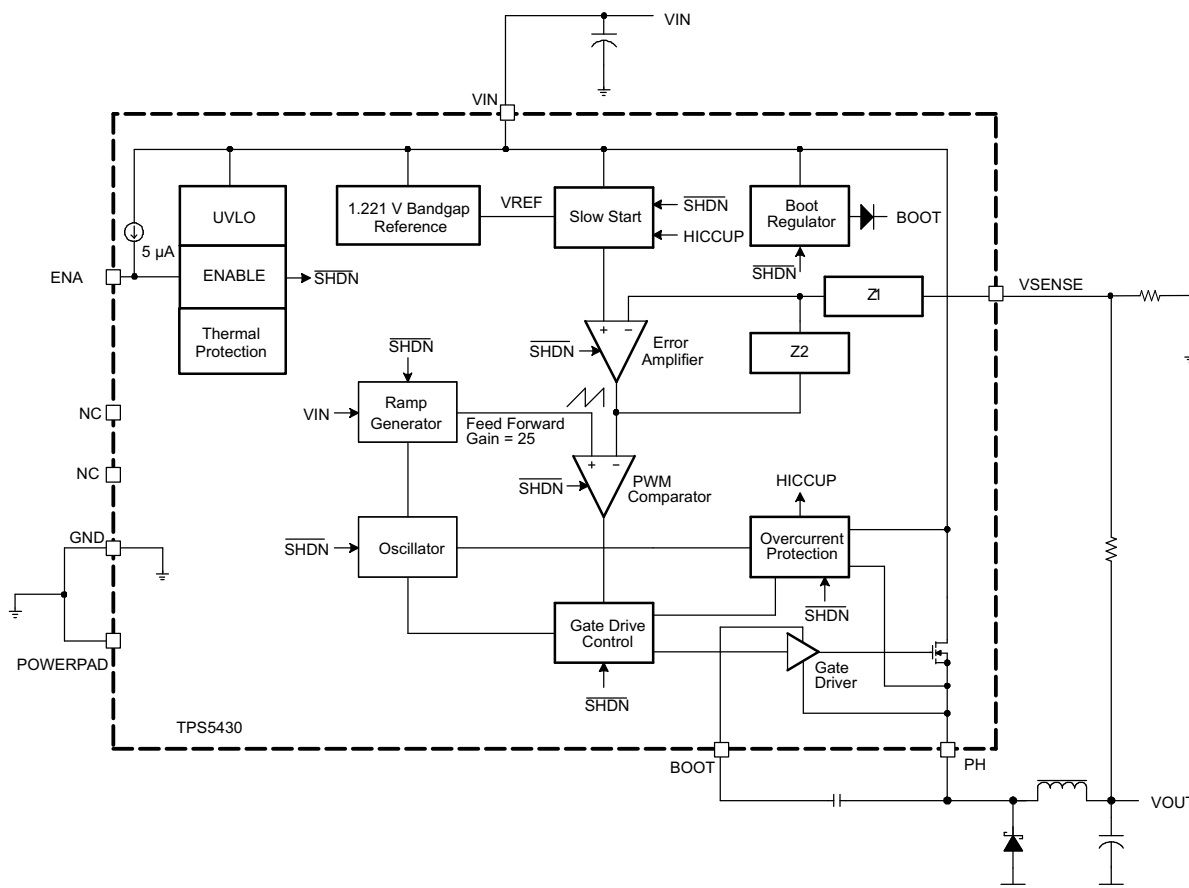 VIN
VIN
UVLO
1.221 V Bandgap
Reference
VREF
Slow Start
SHDN
HICCUP
Boot
Regulator
BOOT
5 µA
ENA
ENABLE
SHDN
SHDN
VSENSE
Z1
Thermal
Protection
SHDN
SHDN
Error
Amplifier
Z2
NC
VIN
Ramp
Generator
Feed Forward
Gain = 25
NC
SHDN
PWM
Comparator
HICCUP
GND
SHDN
Oscillator
Overcurrent
Protection
SHDN
Gate Drive
Control
POWERPAD
Gate
Driver
SHDN
TPS5430
BOOT
PH
VOUT